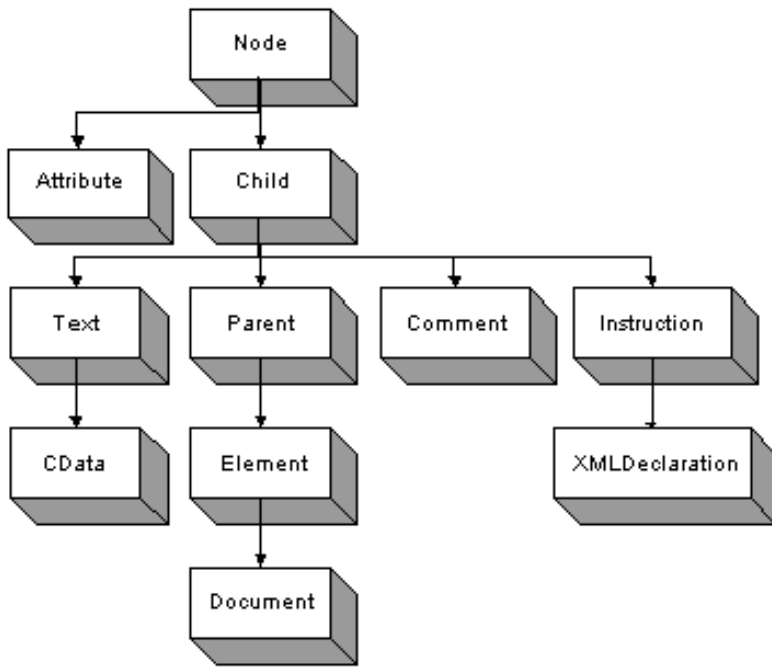 Node
Attribute
Child
Text
Parent
Comment
Instruction
CData
Element
XMLDeclaration
Document